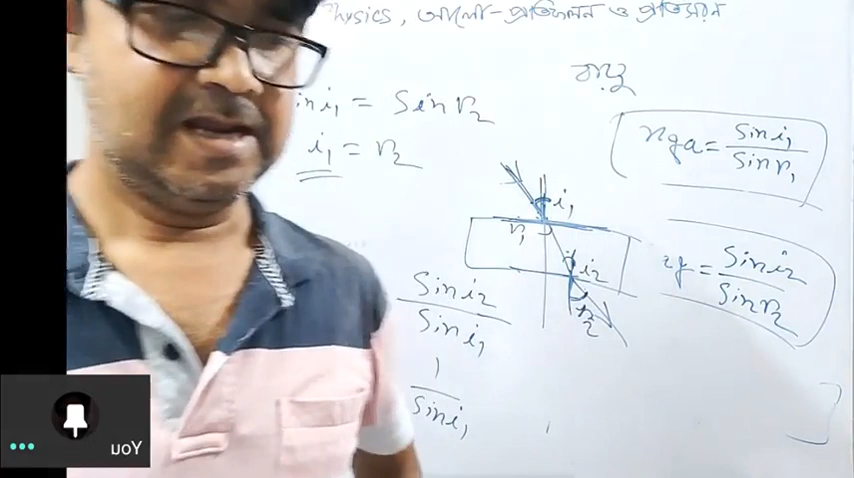 Physics, আলো-প্রতিফলন ও প্রতিসরণ
sin i₁ = Sin r₂
i₁ = r₂
বায়ু
Sin i₁
Sin r₁
i₁
r₁
i₂
r₂
= Sin i₂
Sin r₂
Sin i₂
Sin i₁
1
Sin i₁
You